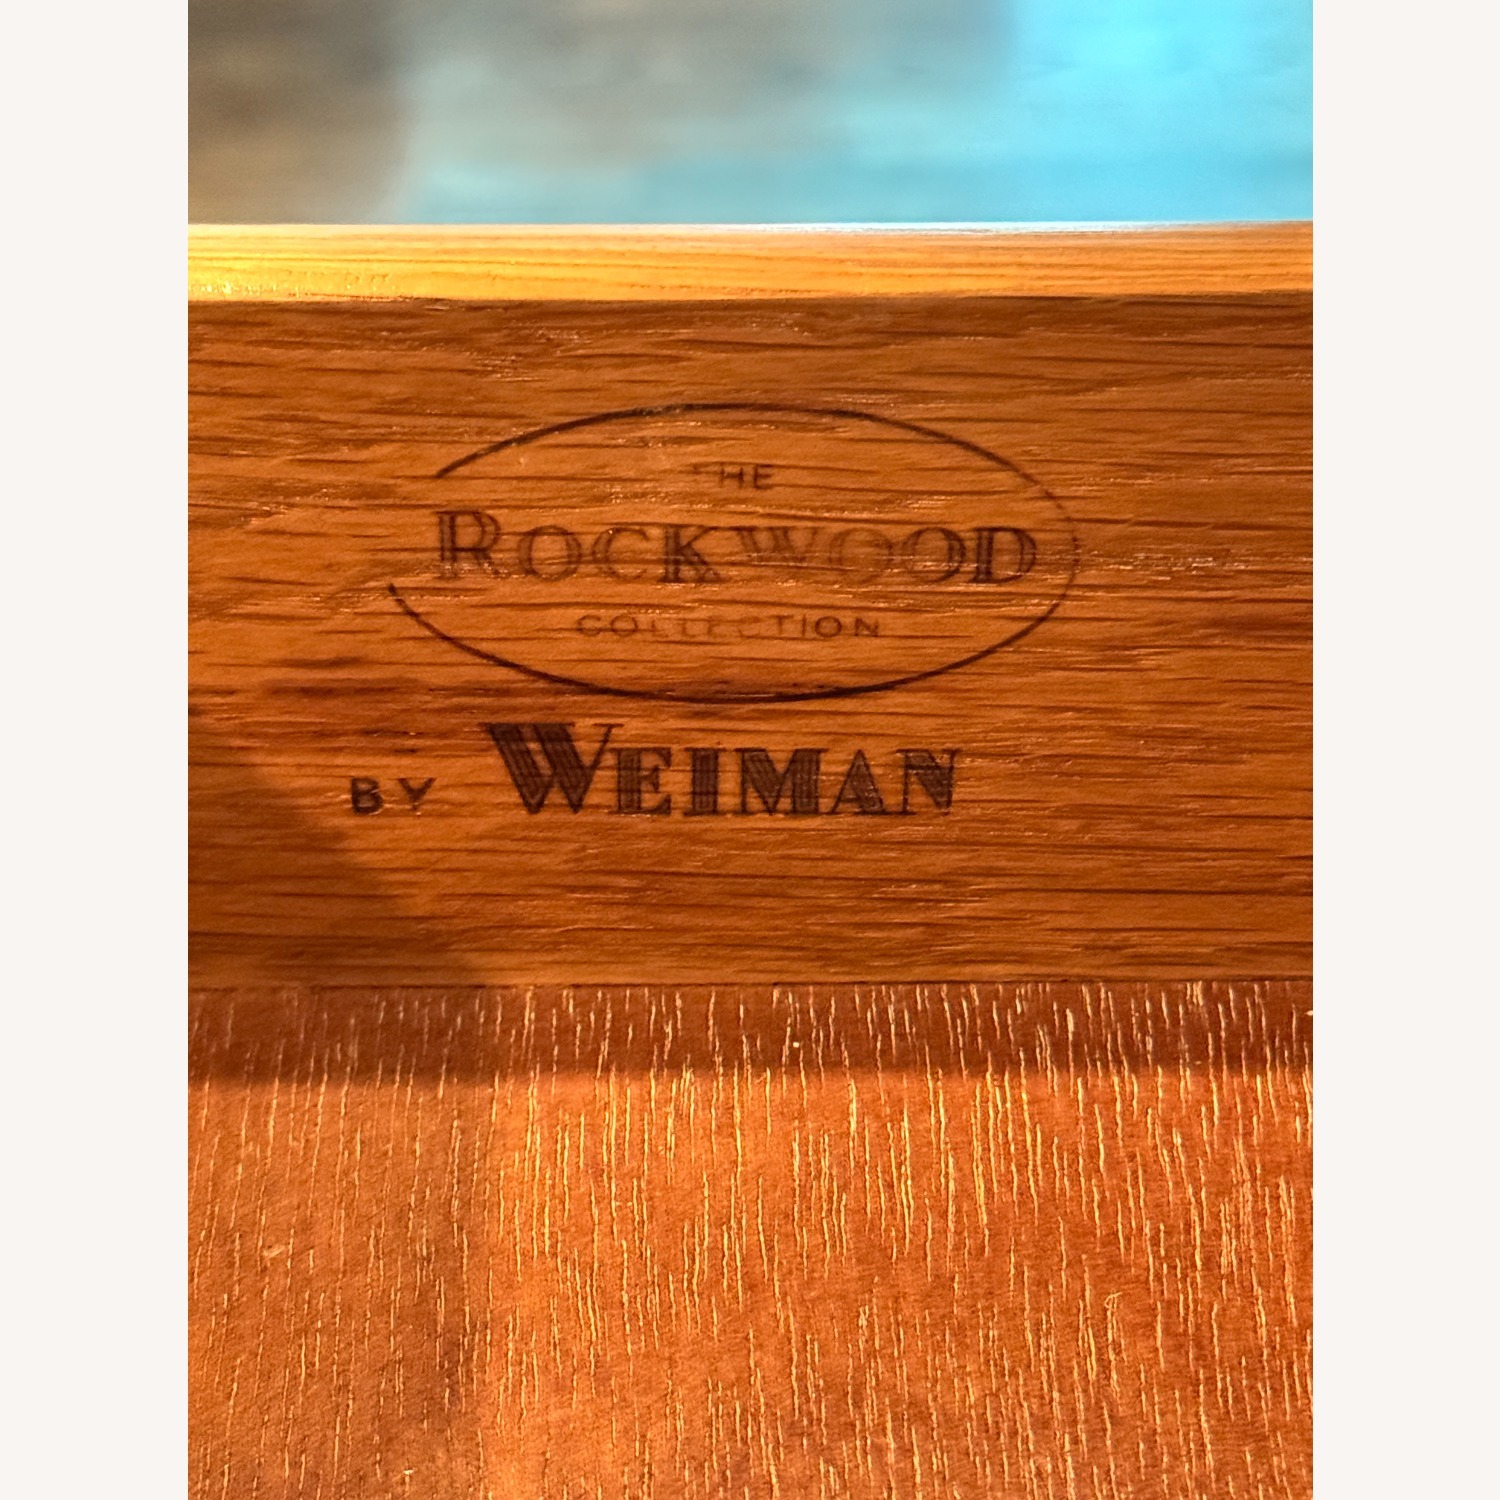 THE
ROCKWOOD
COLLECTION
BY WEIMAN